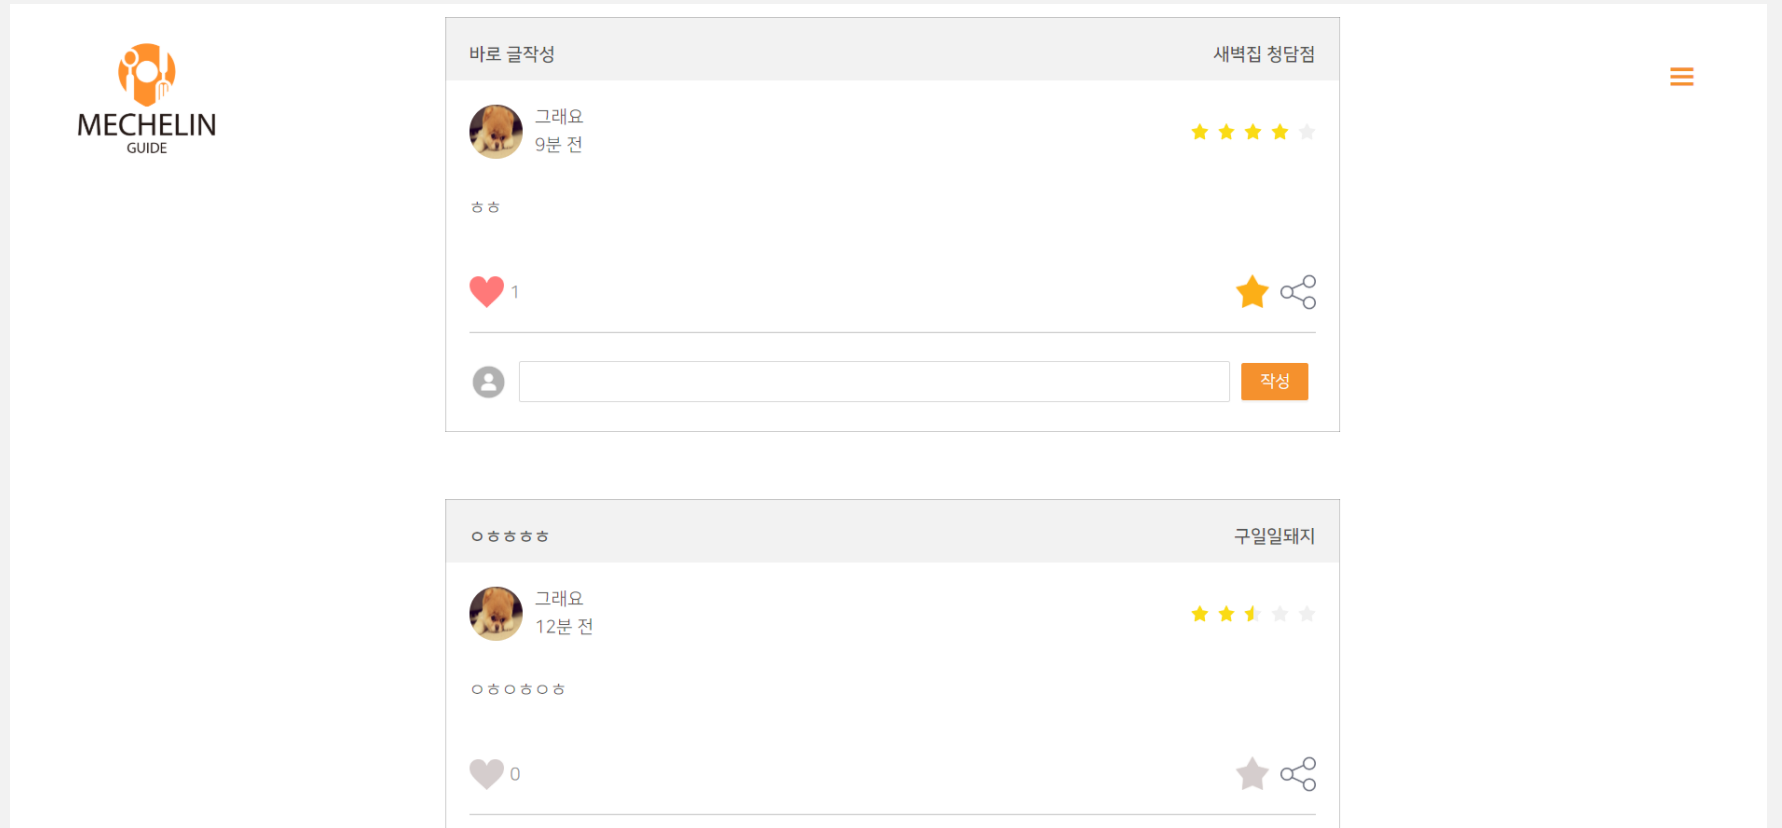 MECHELIN
GUIDE
바로 글작성
새벽집 청담점
그래요
9분 전
ㅎㅎ
1
작성
ㅇㅎㅎㅎㅎ
구일일돼지
그래요
12분 전
ㅇㅎㅇㅎㅇㅎ
0